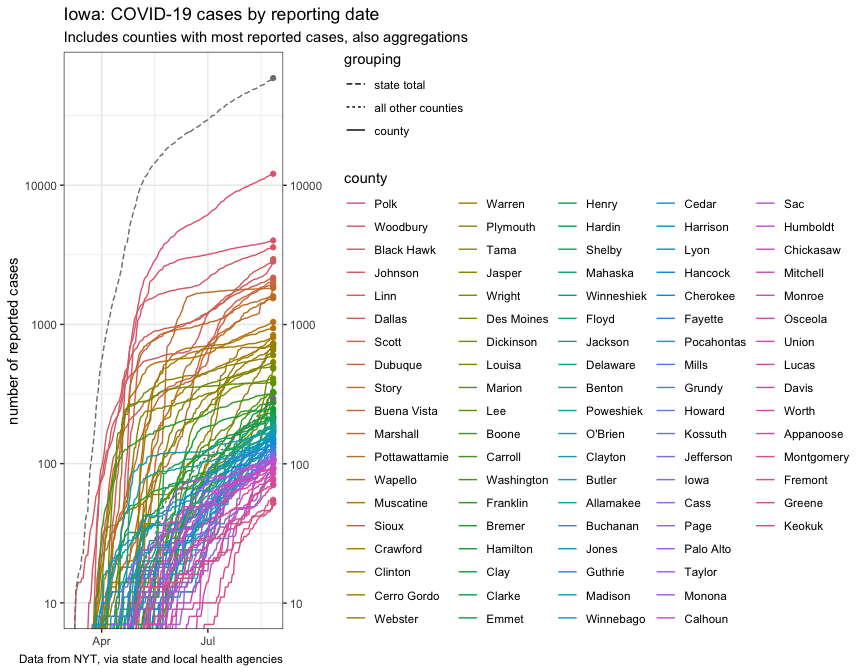 Iowa: COVID-19 cases by reporting date
Includes counties with most reported cases, also aggregations
number of reported cases
10000
1000
100
10
10000
1000
100
10
Apr
Jul
Data from NYT, via state and local health agencies
grouping
state total
all other counties
county
county
Polk
Woodbury
Black Hawk
Johnson
Linn
Dallas
Scott
Dubuque
Story
Buena Vista
Marshall
Pottawattamie
Wapello
Muscatine
Sioux
Crawford
Clinton
Cerro Gordo
Webster
Warren
Plymouth
Tama
Jasper
Wright
Des Moines
Dickinson
Louisa
Marion
Lee
Boone
Carroll
Washington
Franklin
Bremer
Hamilton
Clay
Clarke
Emmet
Henry
Hardin
Shelby
Mahaska
Winneshiek
Floyd
Jackson
Delaware
Benton
Poweshiek
O'Brien
Clayton
Butler
Allamakee
Buchanan
Jones
Guthrie
Madison
Winnebago
Cedar
Harrison
Lyon
Hancock
Cherokee
Fayette
Pocahontas
Mills
Grundy
Howard
Kossuth
Jefferson
Iowa
Cass
Page
Palo Alto
Taylor
Monona
Calhoun
Sac
Humboldt
Chickasaw
Mitchell
Monroe
Osceola
Union
Lucas
Davis
Worth
Appanoose
Montgomery
Fremont
Greene
Keokuk